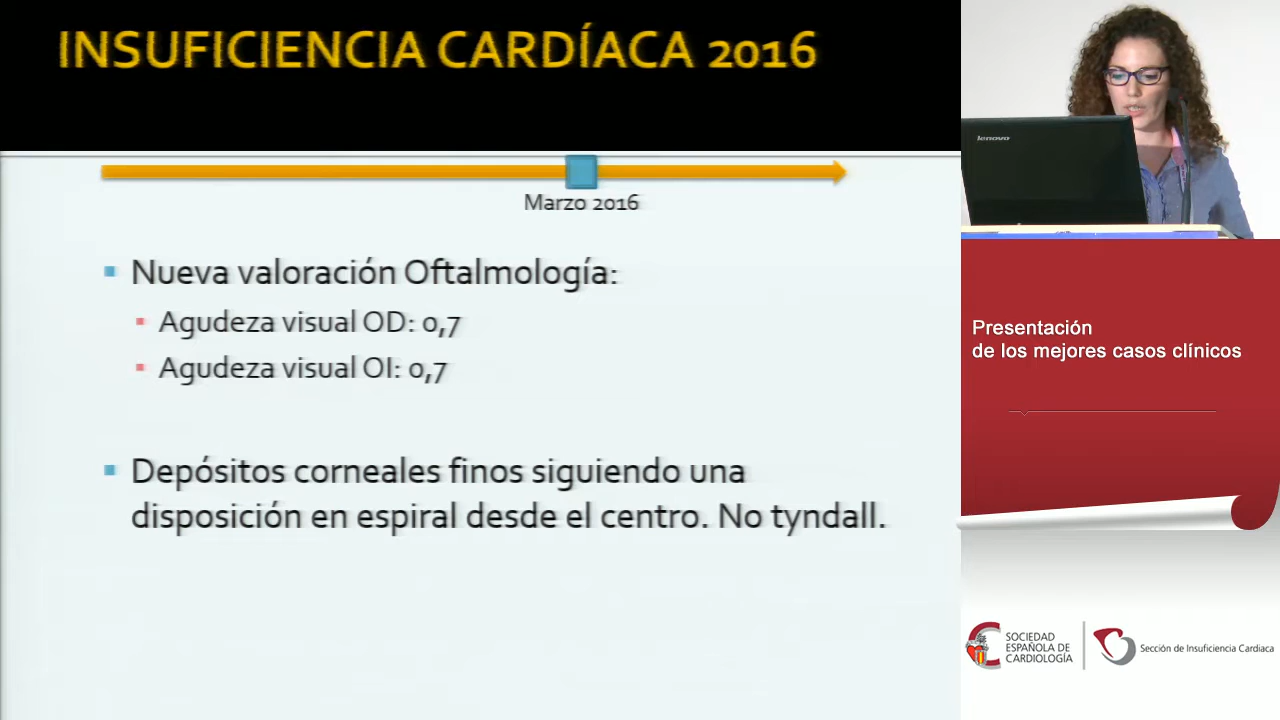 INSUFICIENCIA CARDÍACA 2016
Marzo 2016
Nueva valoración Oftalmología:
Agudeza visual OD: 0,7
Agudeza visual OI: 0,7
Depósitos corneales finos siguiendo una
disposición en espiral desde el centro. No tyndall.
lenovo
Presentación
de los mejores casos clínicos
SOCIEDAD
ESPAÑOLA DE
CARDIOLOGÍA
Sección de Insuficiencia Cardiaca